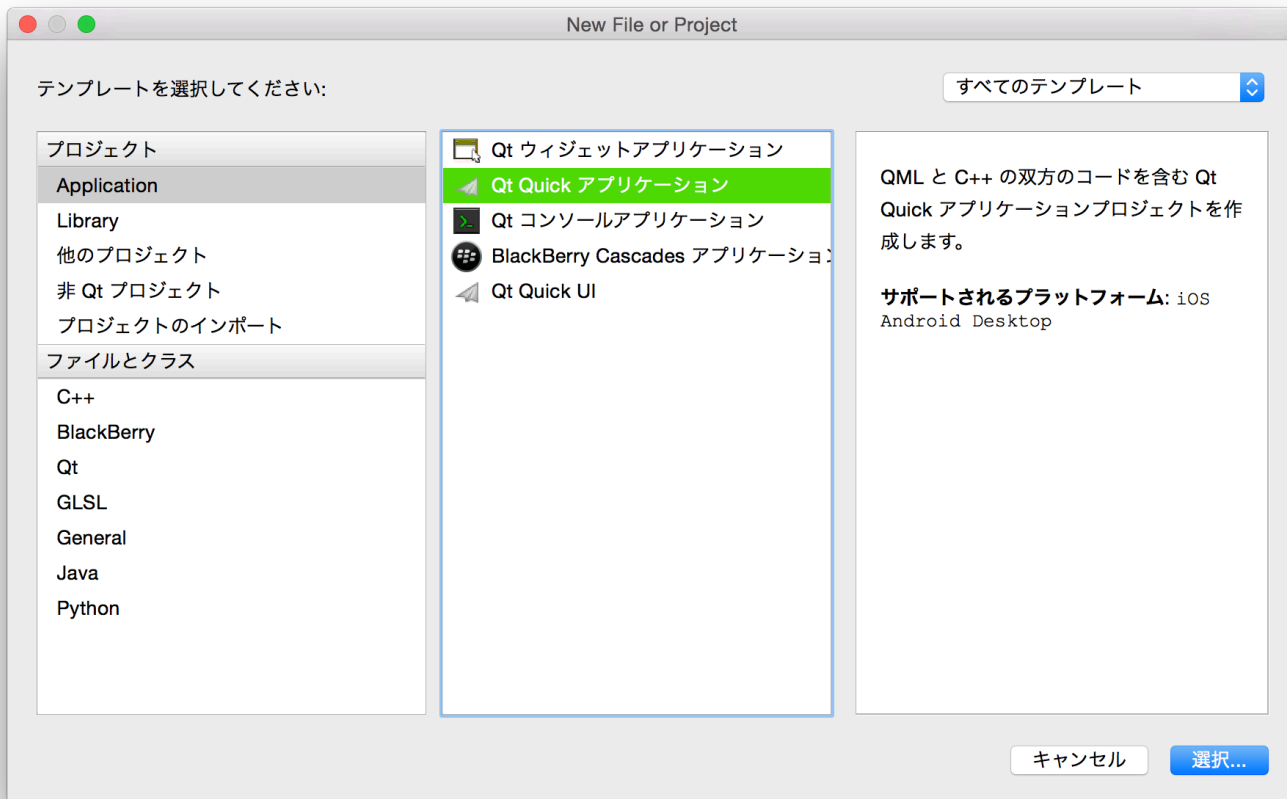 New File or Project
テンプレートを選択してください:
すべてのテンプレート
プロジェクト
Application
Library
他のプロジェクト
非 Qt プロジェクト
プロジェクトのインポート
ファイルとクラス
C++
BlackBerry
Qt
GLSL
General
Java
Python
Qt ウィジェットアプリケーション
Qt Quick アプリケーション
Qt コンソールアプリケーション
BlackBerry Cascades アプリケーション
Qt Quick UI
QML と C++ の双方のコードを含む Qt
Quick アプリケーションプロジェクトを作
成します。
サポートされるプラットフォーム: iOS
Android Desktop
キャンセル
選択...